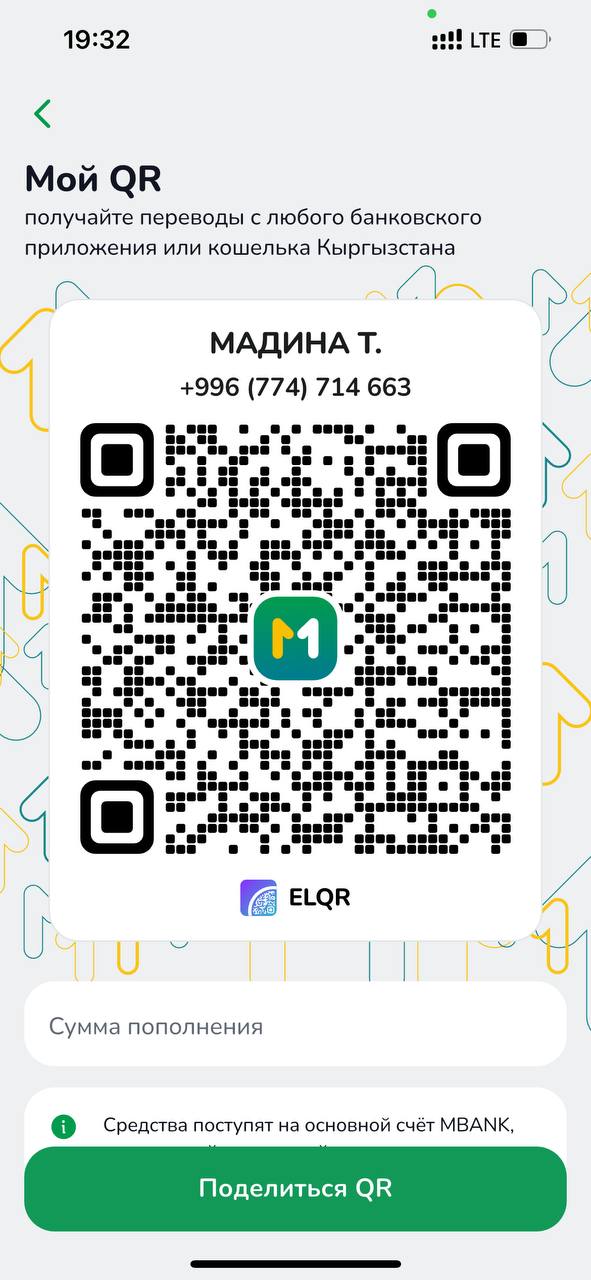 19:32
LTE
Мой QR
получайте переводы с любого банковского
приложения или кошелька Кыргызстана
МАДИНА Т.
+996 (774) 714 663
ELQR
Сумма пополнения
Средства поступят на основной счёт MBANK,
Поделиться QR